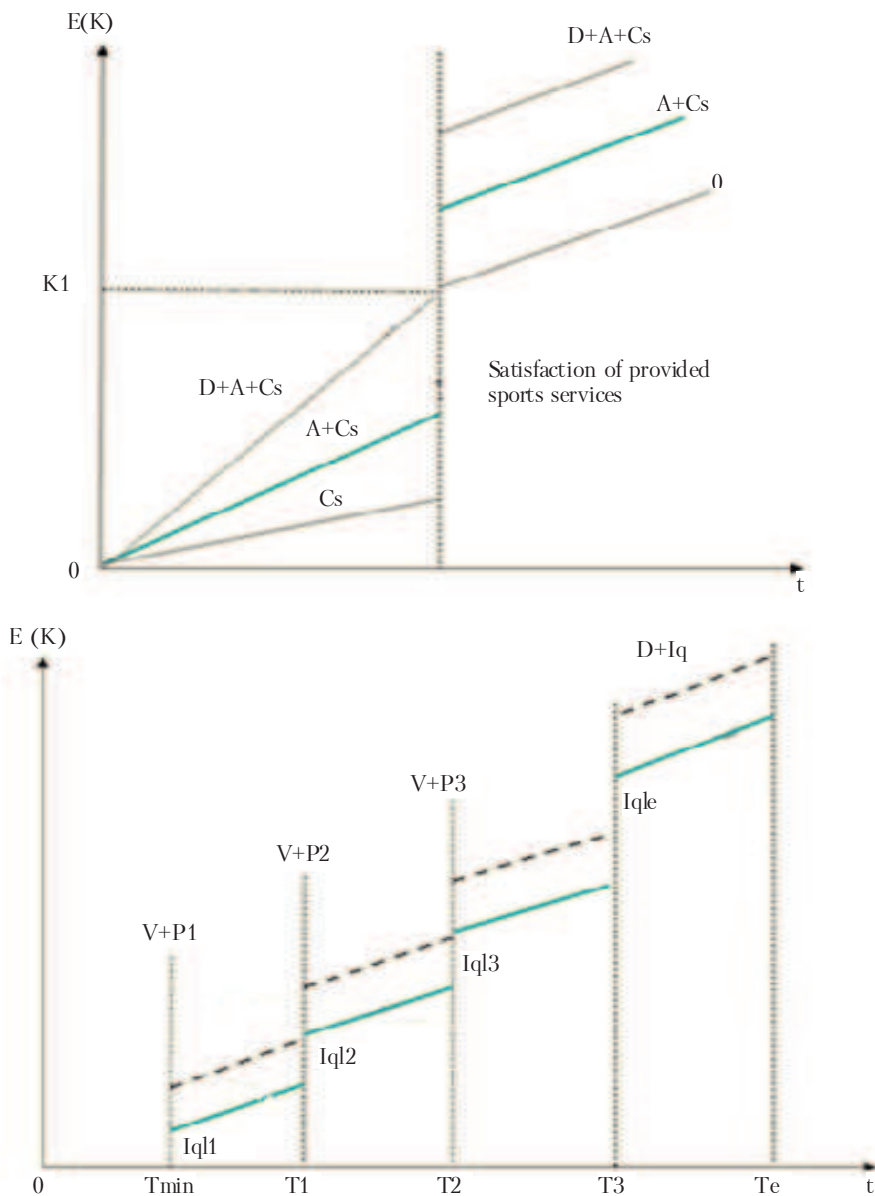 E(K)
D+A+Cs
A+Cs
0
K1
Satisfaction of provided
sports services
D+A+Cs
A+Cs
Cs
0
t
E (K)
D+Iq
V+P3
Iqle
V+P2
V+P1
Iql3
Iql2
Iql1
0 Tmin T1 T2 T3 Te t